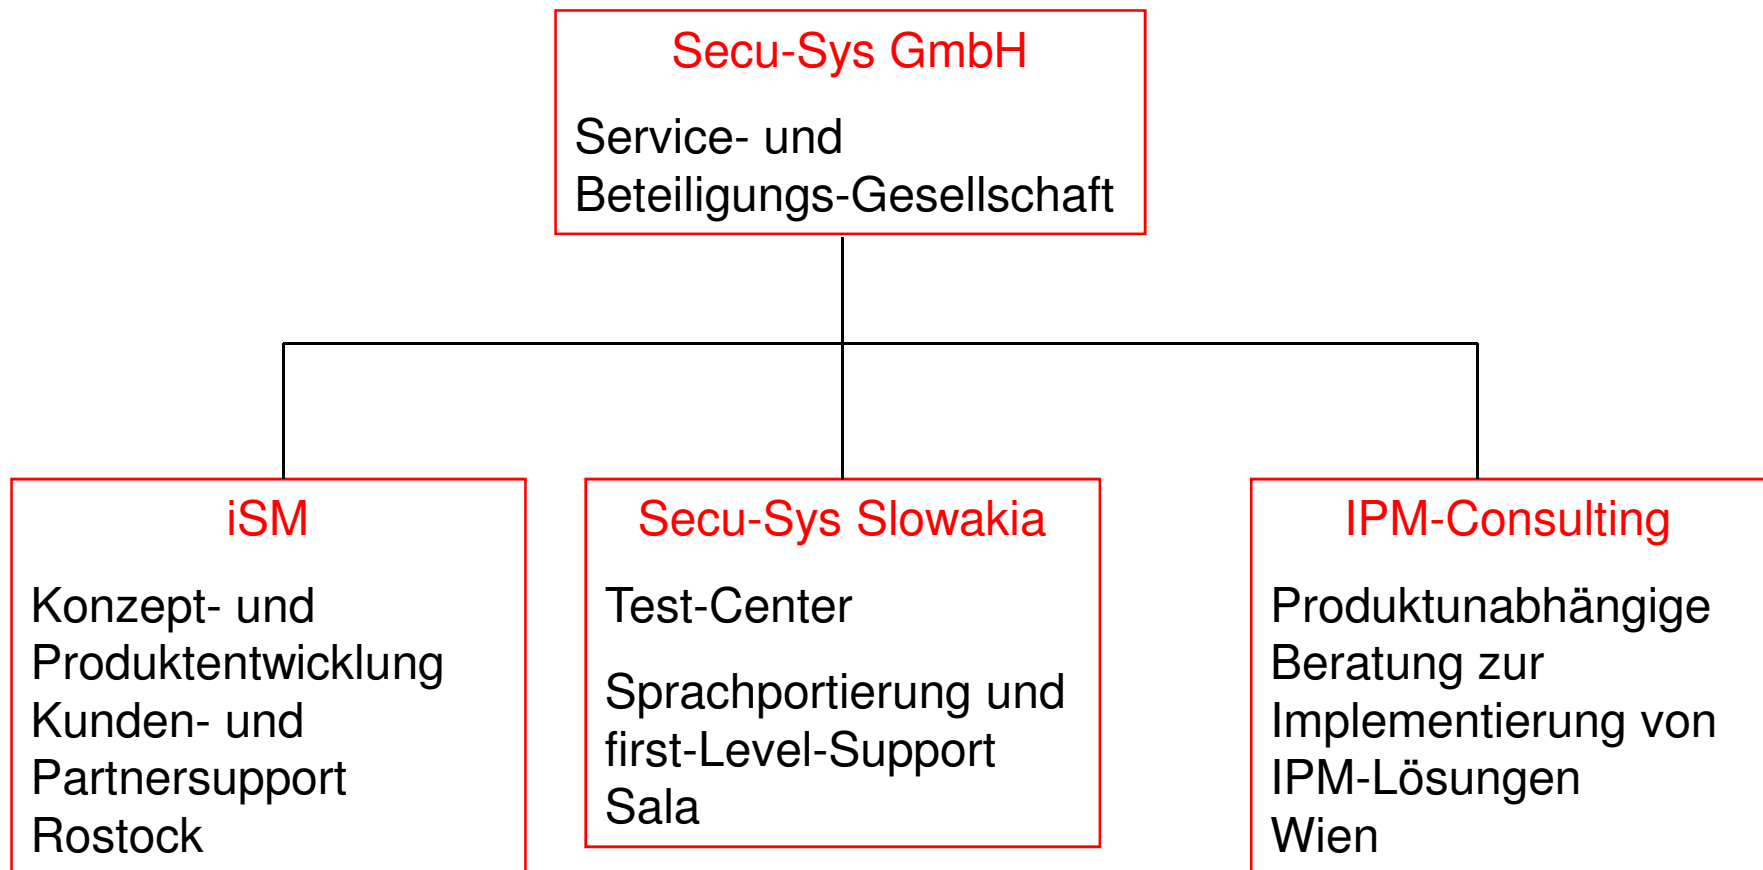 Secu-Sys GmbH
Service- und
Beteiligungs-Gesellschaft
iSM
Konzept- und
Produktentwicklung
Kunden- und
Partnersupport
Rostock
Secu-Sys Slowakia
Test-Center
Sprachportierung und
first-Level-Support
Sala
IPM-Consulting
Produktunabhängige
Beratung zur
Implementierung von
IPM-Lösungen
Wien